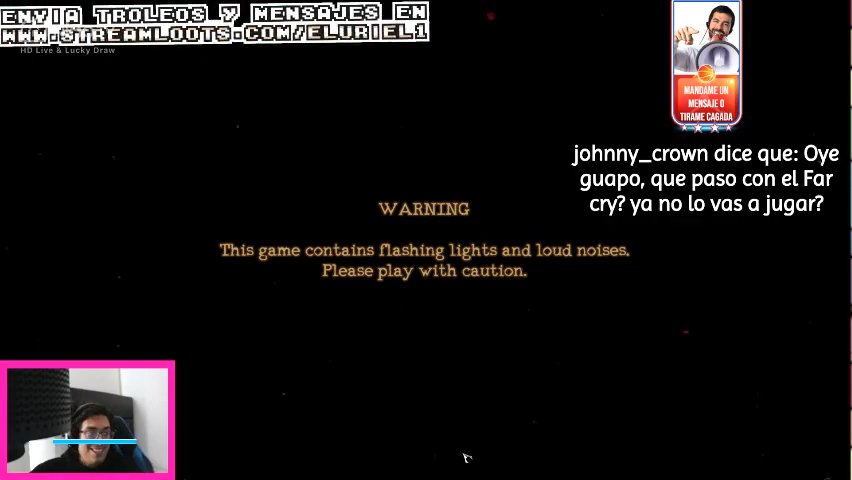 ENVIA TROLEOS Y MENSAJES EN
WWW.STREAMLOOTS.COM/ELURIEL1
HD Live & Lucky Draw
MANDAME UN
MENSAJE O
TIRAME CAGADA
johnny_crown dice que: Oye
guapo, que paso con el Far
cry? ya no lo vas a jugar?
WARNING
This game contains flashing lights and loud noises.
Please play with caution.